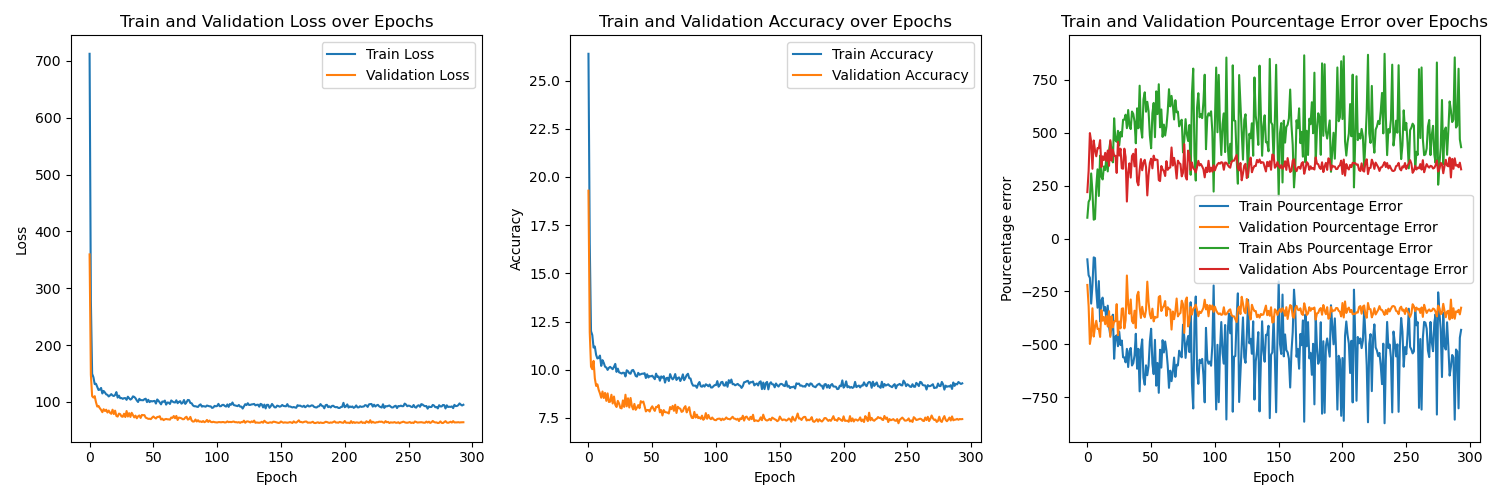 Train and Validation Loss over Epochs
Train Loss
Validation Loss
700
600
500
400
300
200
100
Loss
0
50
100
150
200
250
300
Epoch
Train and Validation Accuracy over Epochs
Train Accuracy
Validation Accuracy
25.0
22.5
20.0
17.5
15.0
12.5
10.0
7.5
Accuracy
0
50
100
150
200
250
300
Epoch
Train and Validation Pourcentage Error over Epochs
750
500
250
0
−250
−500
−750
Pourcentage error
Train Pourcentage Error
Validation Pourcentage Error
Train Abs Pourcentage Error
Validation Abs Pourcentage Error
0
50
100
150
200
250
300
Epoch